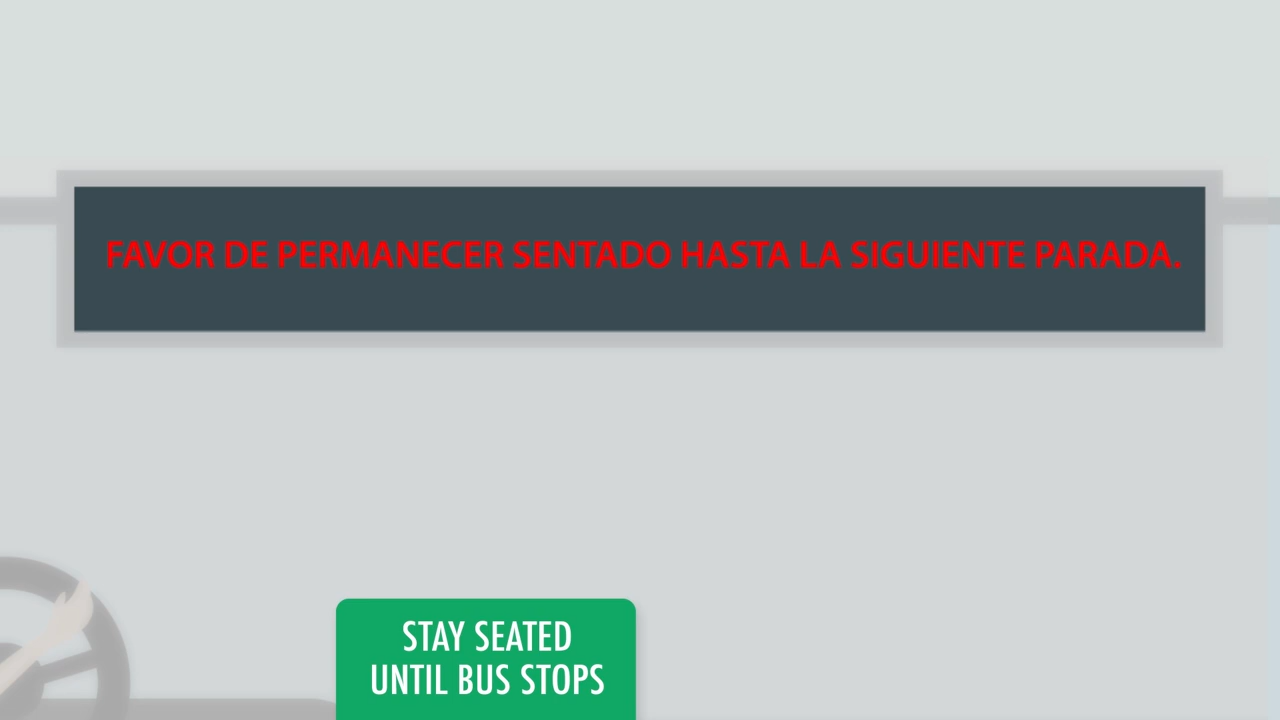 FAVOR DE PERMANECER SENTADO HASTA LA SIGUIENTE PARADA.
STAY SEATED
UNTIL BUS STOPS